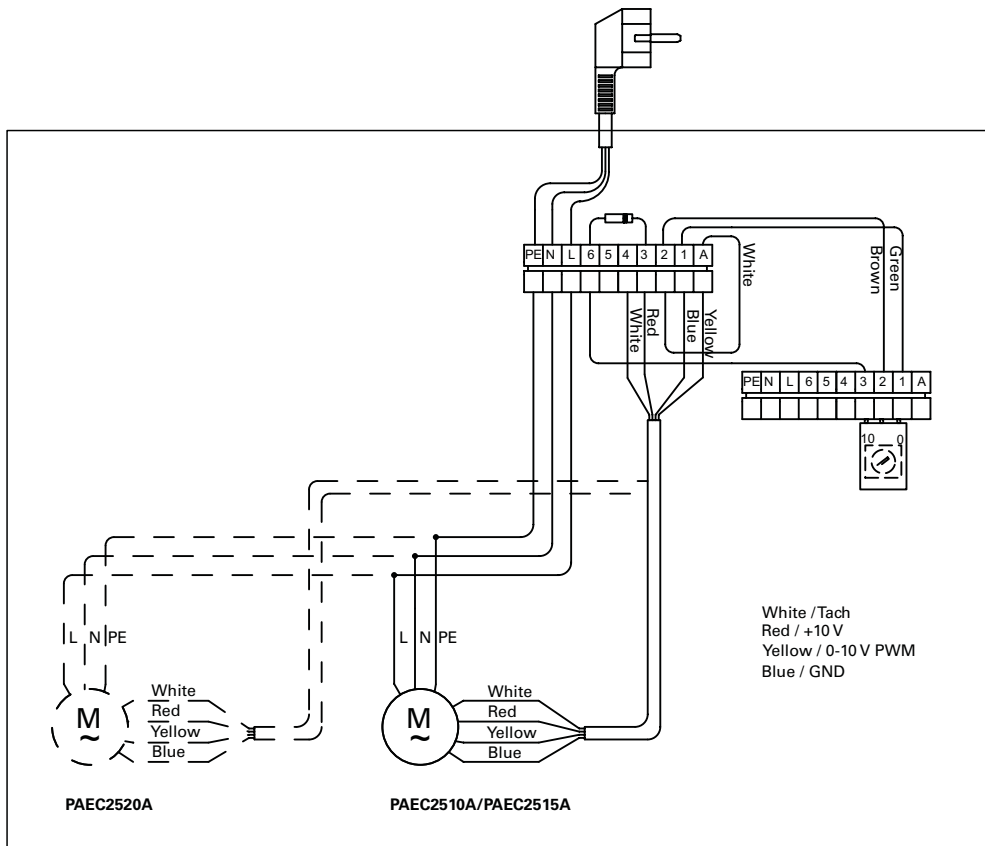 PE N L 6 5 4 3 2 1 A
White
Brown
Green
White
Red
Blue
Yellow
PE N L 6 5 4 3 2 1 A
10 0
L N PE
L N PE
White /Tach
Red / +10 V
Yellow / 0-10 V PWM
Blue / GND
White
Red
Yellow
Blue
M
~
White
Red
Yellow
Blue
M
~
PAEC2520A
PAEC2510A/PAEC2515A